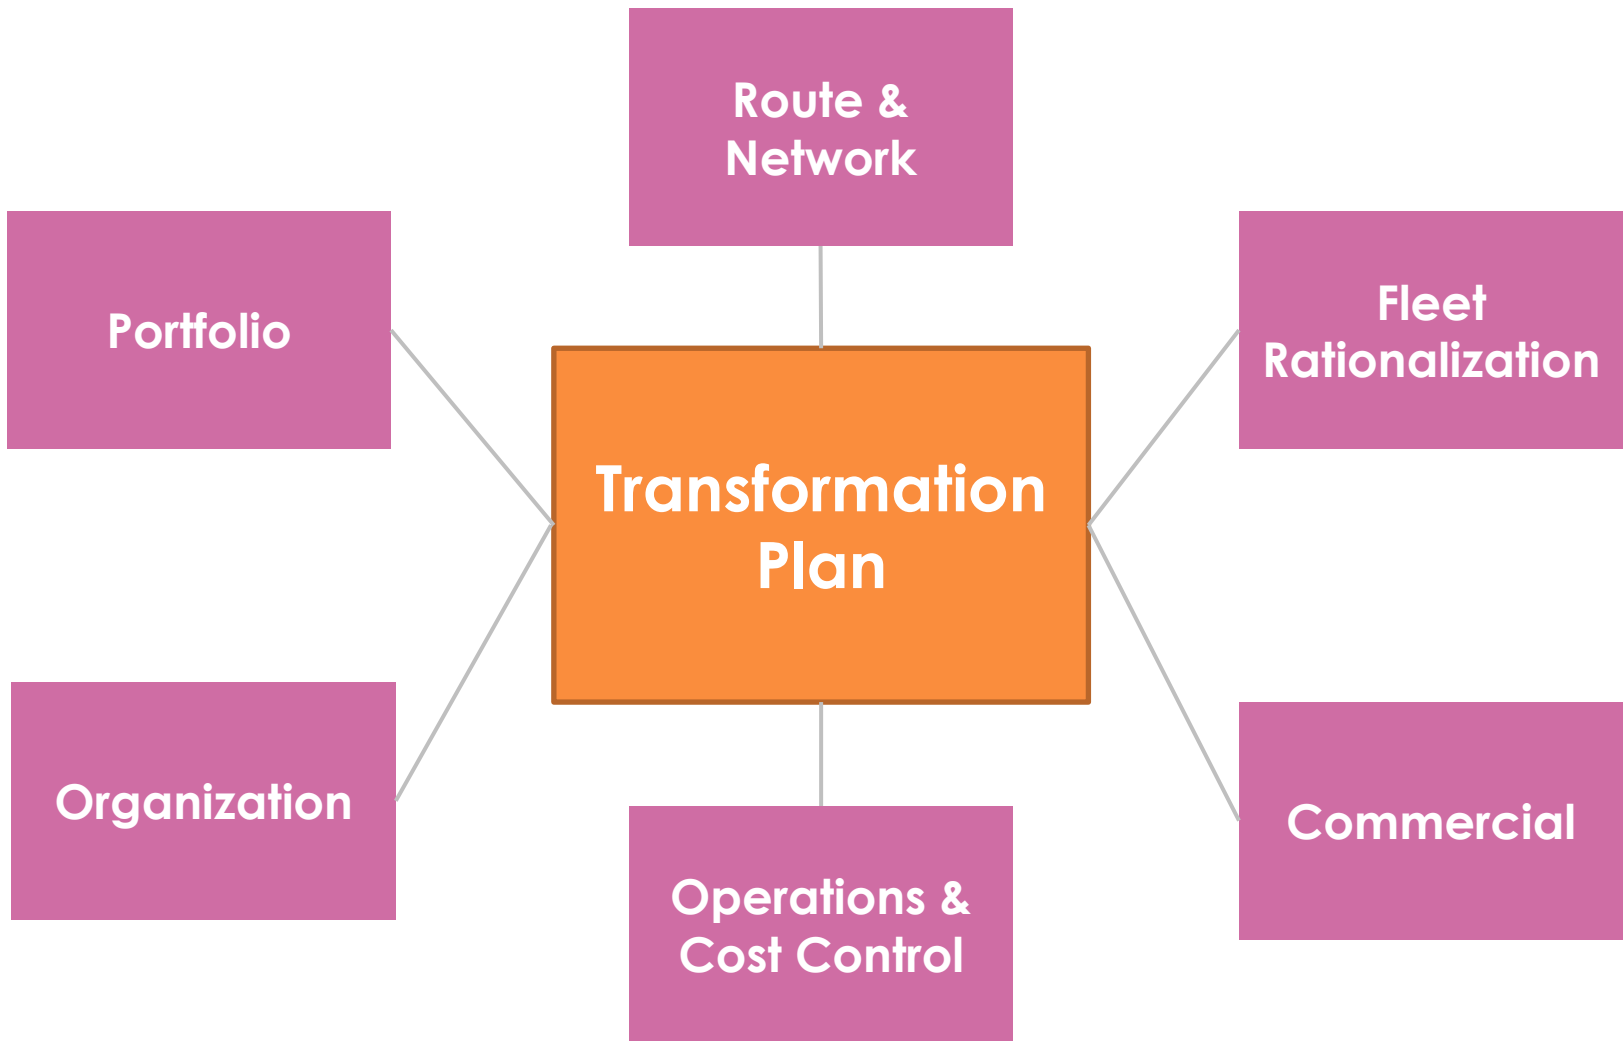 Route &
Network
Portfolio
Fleet
Rationalization
Transformation
Plan
Organization
Commercial
Operations &
Cost Control